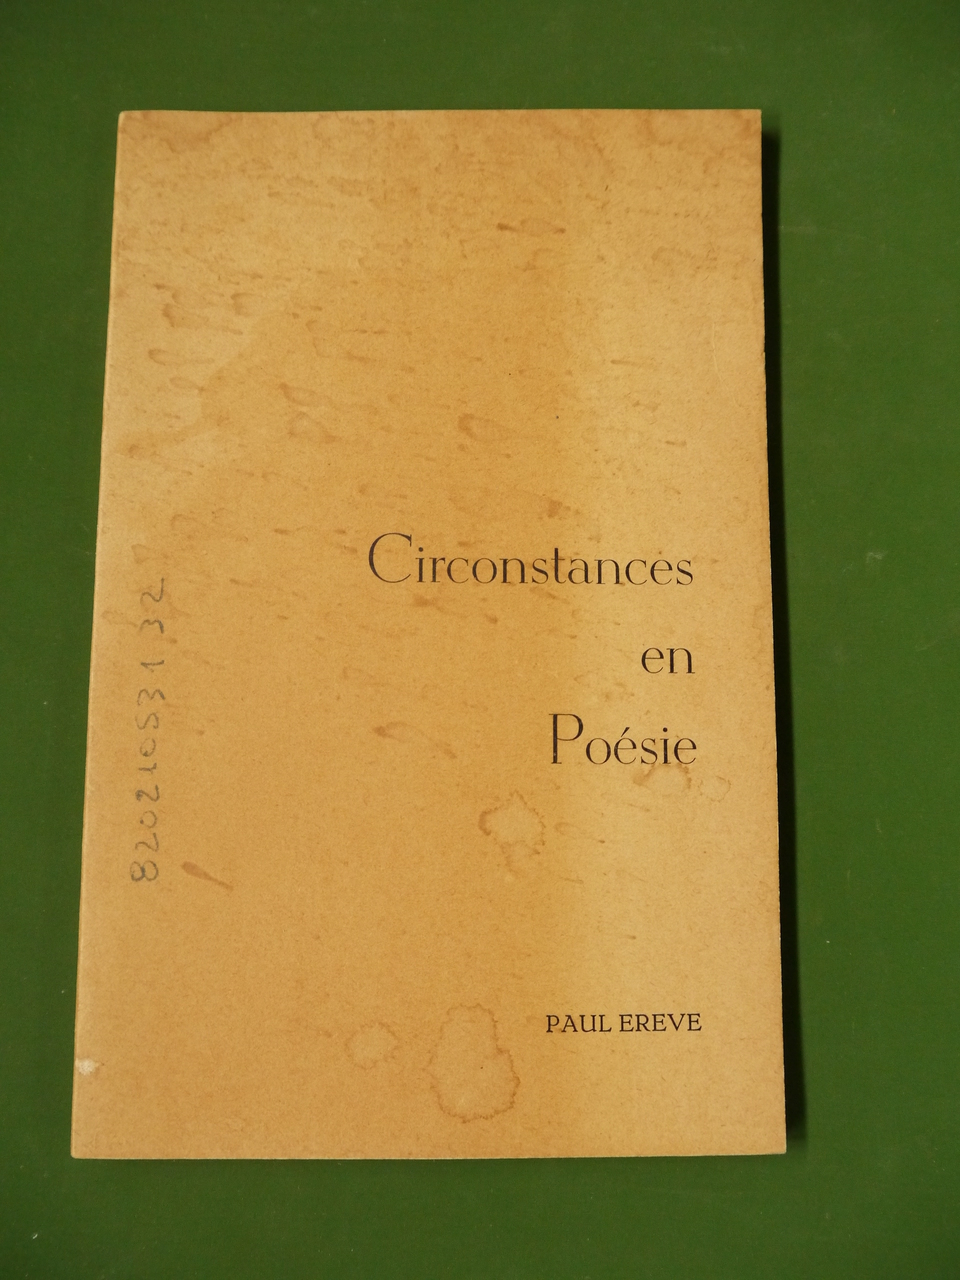 Circonstances
en
Poésie
PAUL EREVE
820210531,32